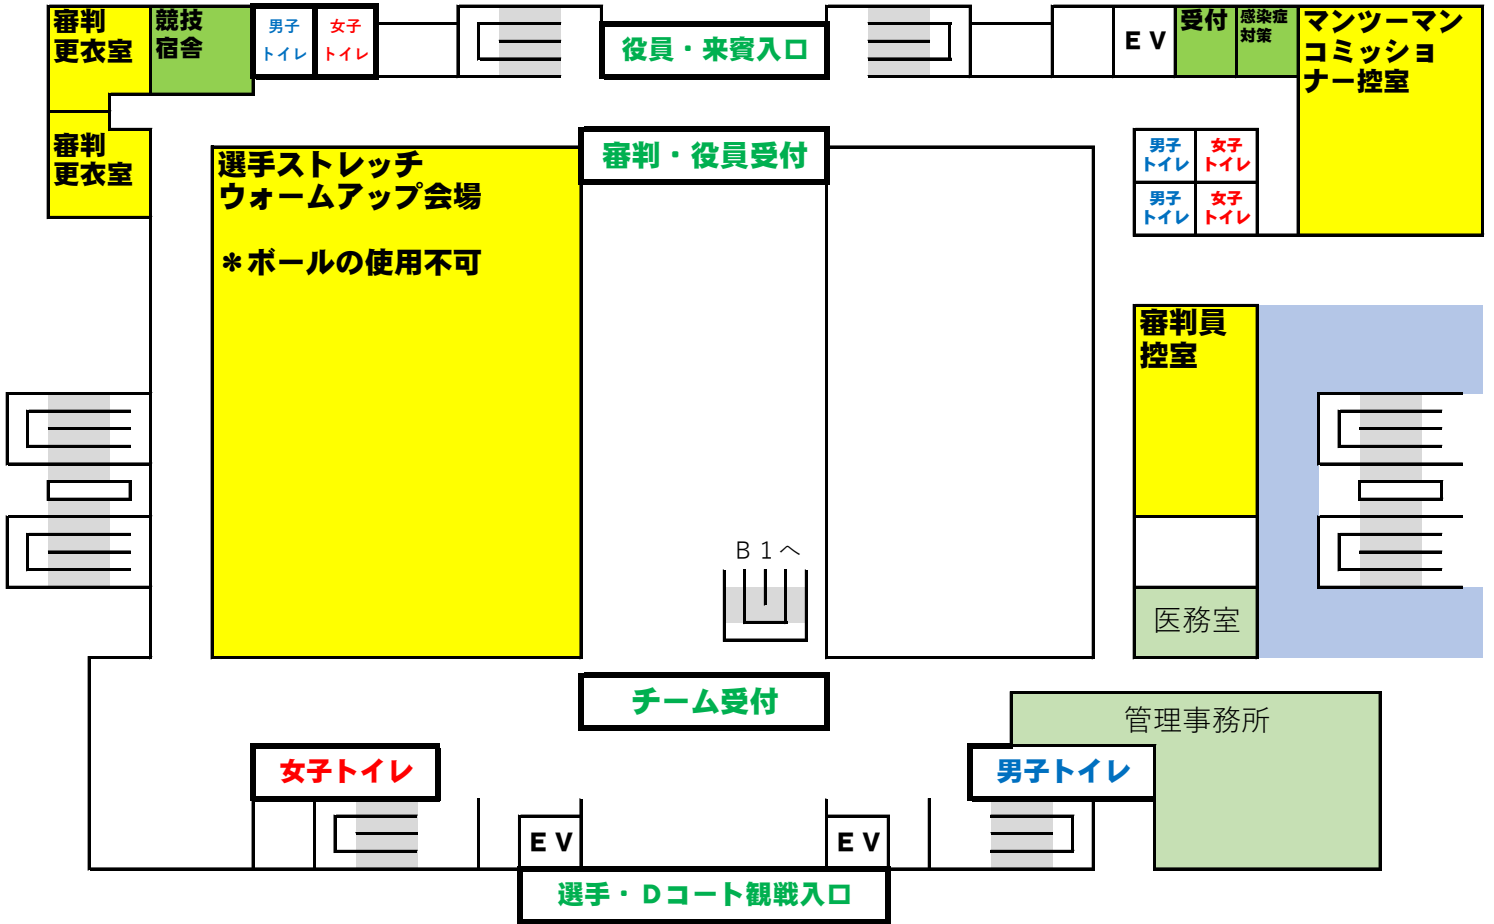 審判
更衣室
競技
宿舎
男子
トイレ
女子
トイレ
役員・来賓入口
ＥＶ
受付
感染症
対策
マンツーマン
コミッショ
ナー控室
審判
更衣室
選手ストレッチ
ウォームアップ会場
＊ボールの使用不可
審判・役員受付
男子
トイレ
女子
トイレ
男子
トイレ
女子
トイレ
審判員
控室
Ｂ１へ
医務室
チーム受付
管理事務所
女子トイレ
男子トイレ
ＥＶ
ＥＶ
選手・Ｄコート観戦入口